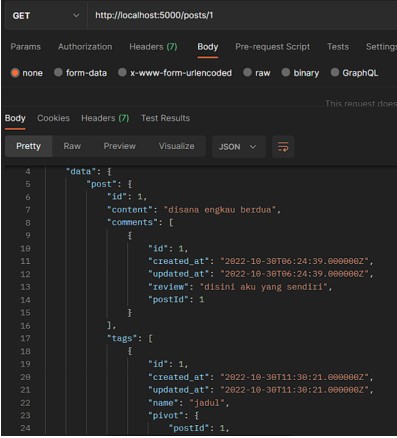 GET http://localhost:5000/posts/1
Params Authorization Headers (7) Body Pre-request Script Tests Settings
none form-data x-www-form-urlencoded raw binary GraphQL
This request does
Body Cookies Headers (7) Test Results
Pretty Raw Preview Visualize JSON
4 "data": {
5 "post": {
6 "id": 1,
7 "content": "disana engkau berdua",
8 "comments": [
9 {
10 "id": 1,
11 "created_at": "2022-10-30T06:24:39.000000Z",
12 "updated_at": "2022-10-30T06:24:39.000000Z",
13 "review": "disini aku yang sendiri",
14 "postId": 1
15 }
16 ],
17 "tags": [
18 {
19 "id": 1,
20 "created_at": "2022-10-30T11:30:21.000000Z",
21 "updated_at": "2022-10-30T11:30:21.000000Z",
22 "name": "jadul",
23 "pivot": {
24 "postId": 1,